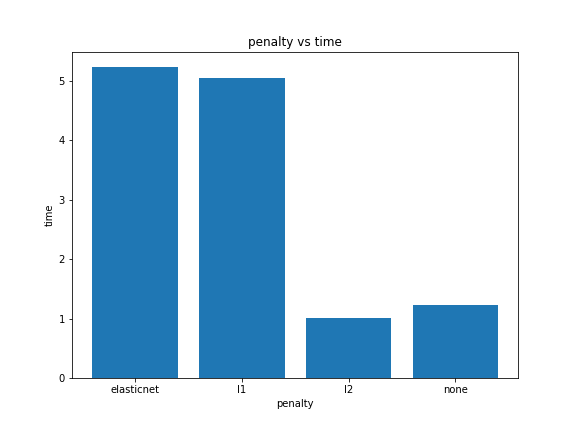 penalty vs time
5
4
3
2
1
0
time
elasticnet
l1
l2
none
penalty